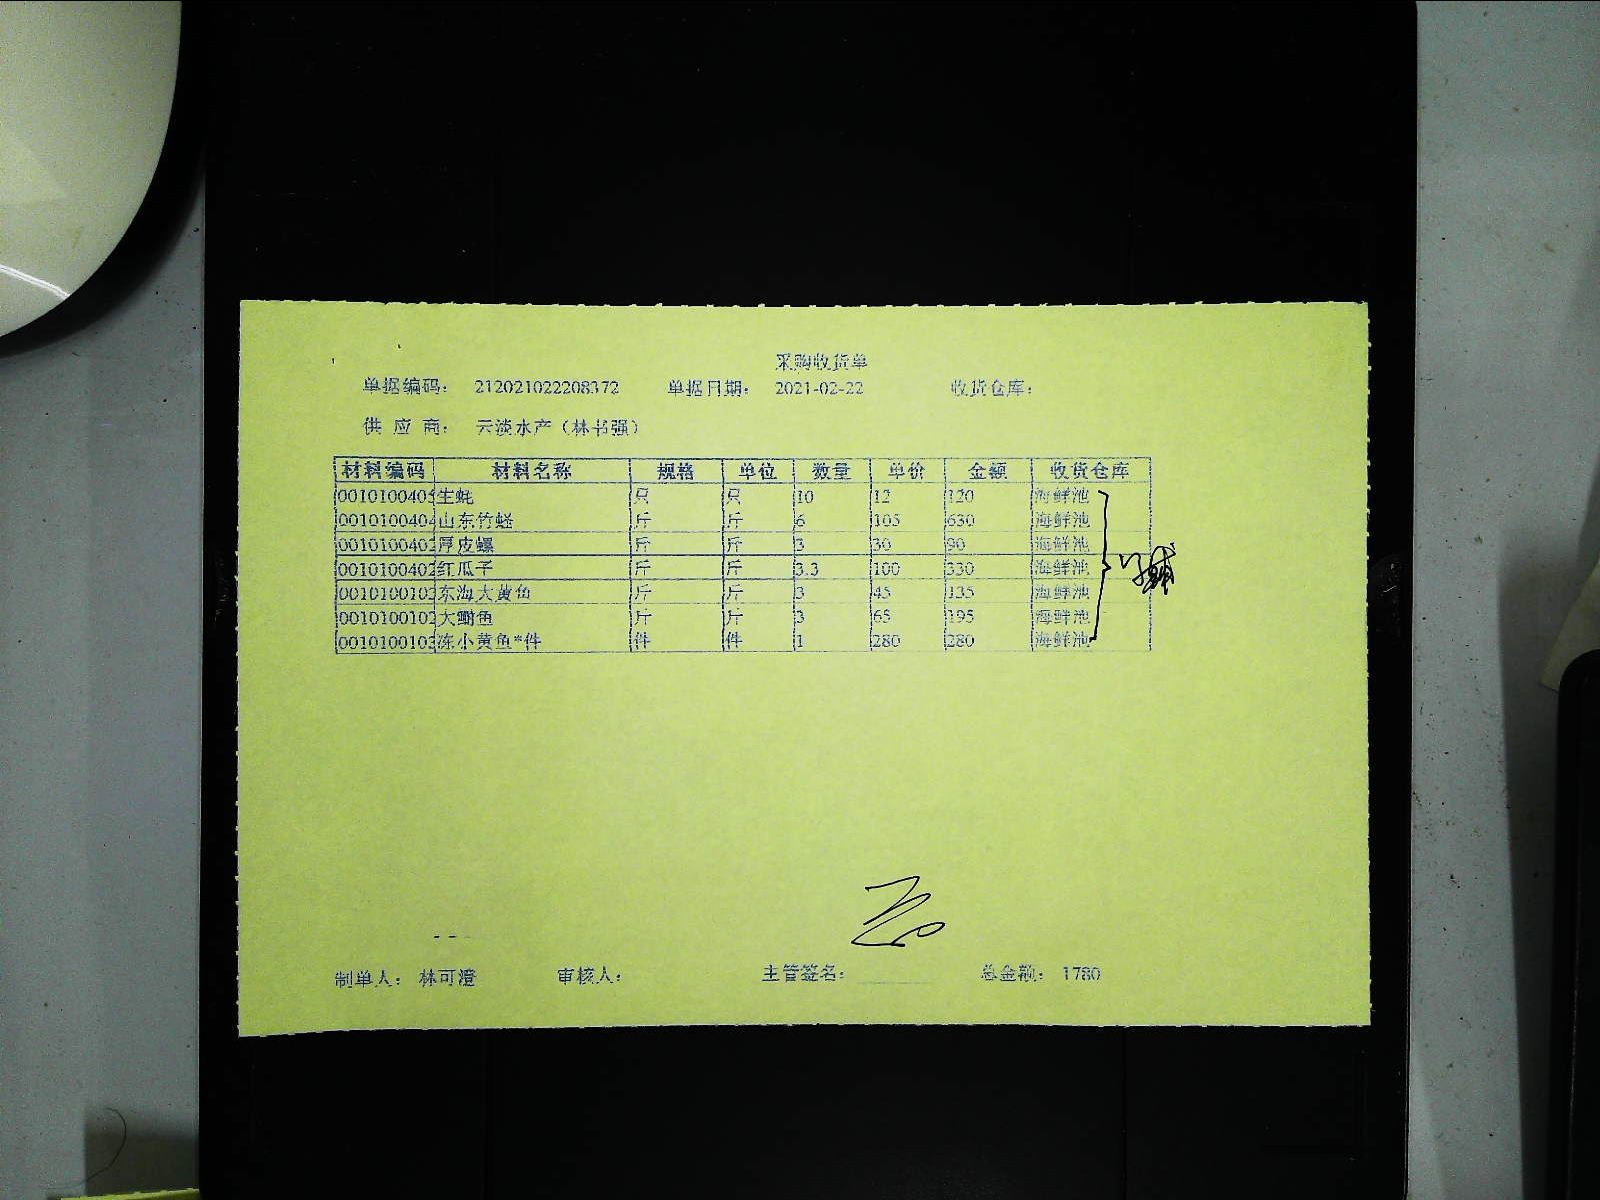 采购收货单
单据编码： 212021022208372 单据日期： 2021-02-22 收货仓库：
供 应 商： 云淡水产（林书强）
材料编码 材料名称 规格 单位 数量 单价 金额 收货仓库
0010100405 生蚝 只 只 10 12 120 海鲜池
0010100404 山东竹蛏 斤 斤 6 105 630 海鲜池
001010040 厚皮螺 斤 斤 3 30 90 海鲜池
0010100402 红瓜子 斤 斤 3.3 100 330 海鲜池
0010100103 东海大黄鱼 斤 斤 3 45 135 海鲜池
0010100102 大鲥鱼 斤 斤 3 65 195 海鲜池
0010100103 冻小黄鱼*件 件 件 1 280 280 海鲜池
制单人： 林可澄 审核人： 主管签名： 总金额： 1780